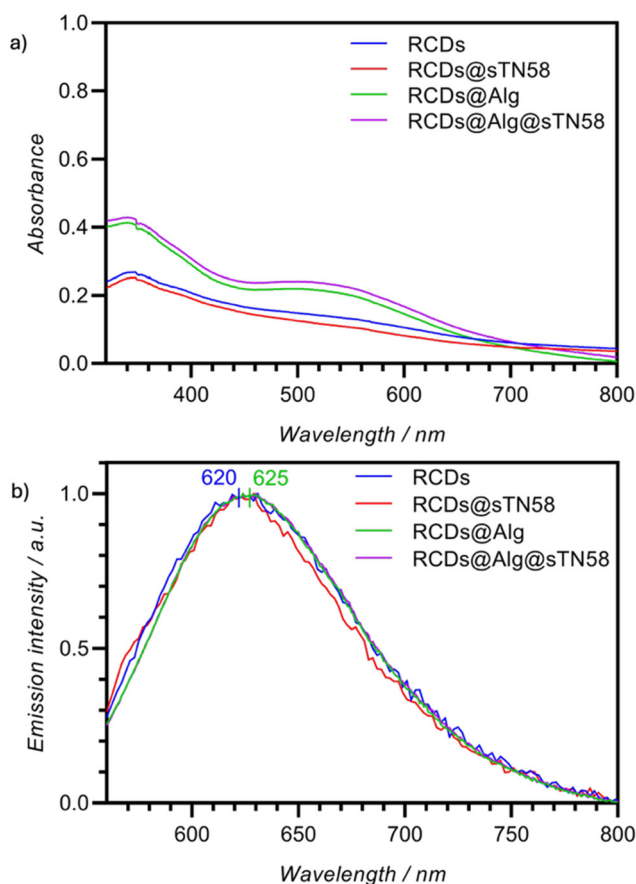 a)
1.0
0.8
0.6
0.4
0.2
0.0
Absorbance
RCDs
RCDs@sTN58
RCDs@Alg
RCDs@Alg@sTN58
400
500
600
700
800
Wavelength / nm
b)
1.0
0.5
0.0
Emission intensity / a.u.
620
625
RCDs
RCDs@sTN58
RCDs@Alg
RCDs@Alg@sTN58
600
650
700
750
800
Wavelength / nm